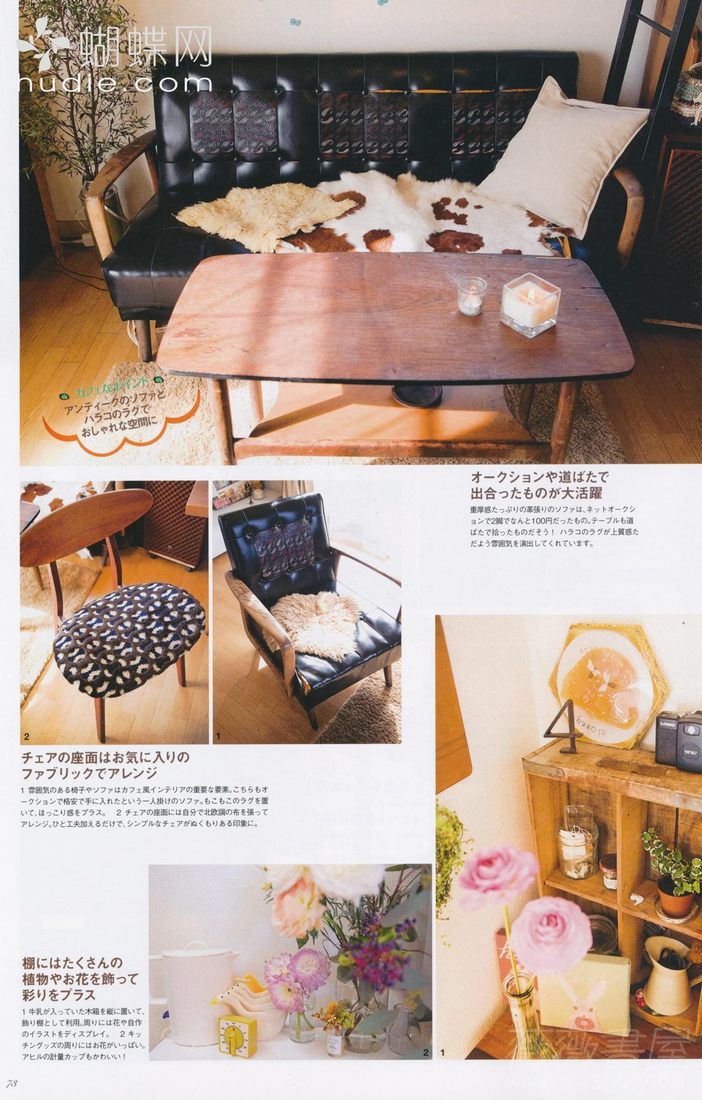 蝴蝶网
hudie.com
カフェなポイント
アンティークのソファと
ハラコのラグで
おしゃれな空間に
オークションや道ばたで
出合ったものが大活躍
重厚感たっぷりの革張りのソファは、ネットオークショ
ンで2脚でなんと100円だったもの。テーブルも道
ばたで拾ったものだそう！ ハラコのラグが上質感た
だよう雰囲気を演出してくれています。
2
1
チェアの座面はお気に入りの
ファブリックでアレンジ
1 雰囲気のある椅子やソファはカフェ風インテリアの重要な要素。こちらもオ
ークションで格安で手に入れたという一人掛けのソファ。もこもこのラグを置
いて、ほっこり感をプラス。 2 チェアの座面には自分で北欧調の布を張って
アレンジ。ひと工夫加えるだけで、シンプルなチェアがぬくもりある印象に。
4
棚にはたくさんの
植物やお花を飾って
彩りをプラス
1 牛乳が入っていた木箱を縦に置いて、
飾り棚として利用。周りには花や自作
のイラストをディスプレイ。 2 キッ
チングッズの周りにはお花がいっぱい。
アヒルの計量カップもかわいい！
2
1
78